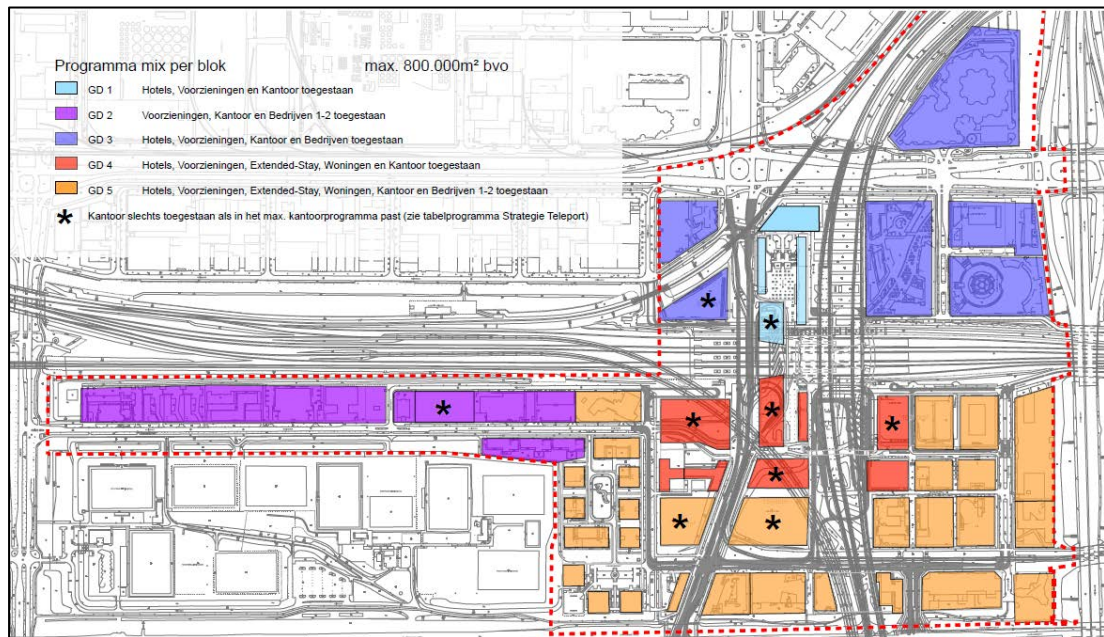 Programma mix per blok max. 800.000m² bvo
GD 1 Hotels, Voorzieningen en Kantoor toegestaan
GD 2 Voorzieningen, Kantoor en Bedrijven 1-2 toegestaan
GD 3 Hotels, Voorzieningen, Kantoor en Bedrijven toegestaan
GD 4 Hotels, Voorzieningen, Extended-Stay, Woningen en Kantoor toegestaan
GD 5 Hotels, Voorzieningen, Extended-Stay, Woningen, Kantoor en Bedrijven 1-2 toegestaan
* Kantoor slechts toegestaan als in het max. kantoorprogramma past (zie tabelprogramma Strategie Teleport)